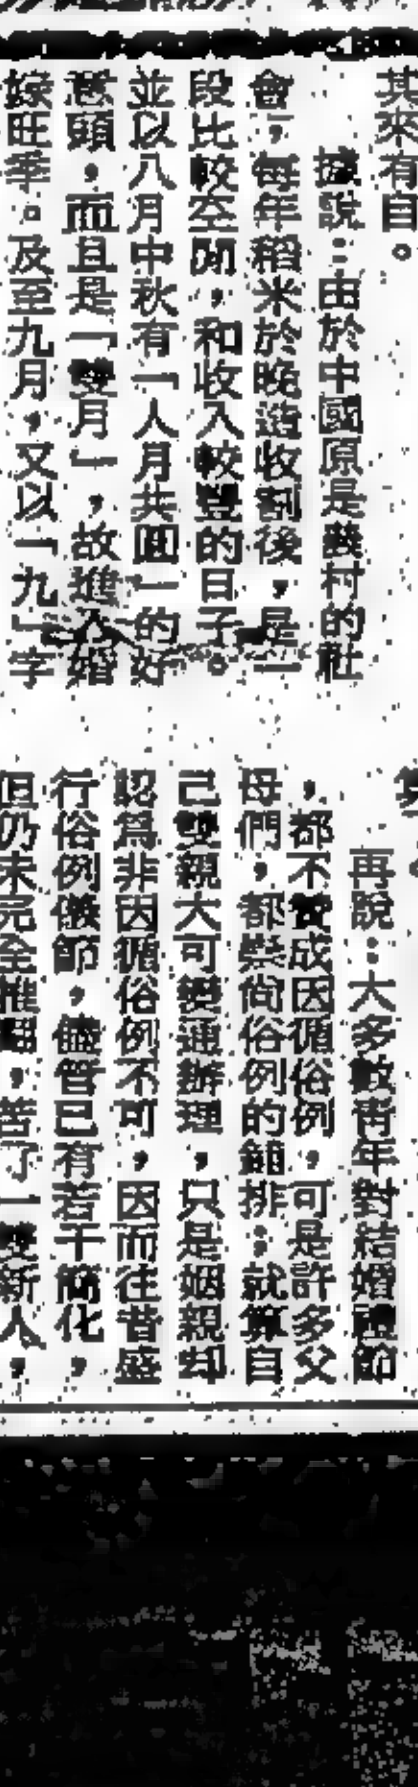 其來有自。
據說：由於中國原是農村的社
會，每年稻米於晚造收割後，是一
段比較空閒，和收入較豐的日子。
並以八月中秋有「人月共圓」的好
意頭，而且是「雙月」，故進入婚
嫁旺季。及至九月，又以「九」字
再說：大多數青年對結婚禮節
，都不贊成因循俗例，可是許多父
母們，都崇尚俗例的鋪排；就算自
己雙親大可變通辦理，只是姻親却
認爲非因循俗例不可，因而往昔盛
行俗例儀節，儘管已有若干簡化，
但仍未完全推翻，苦了一雙新人，